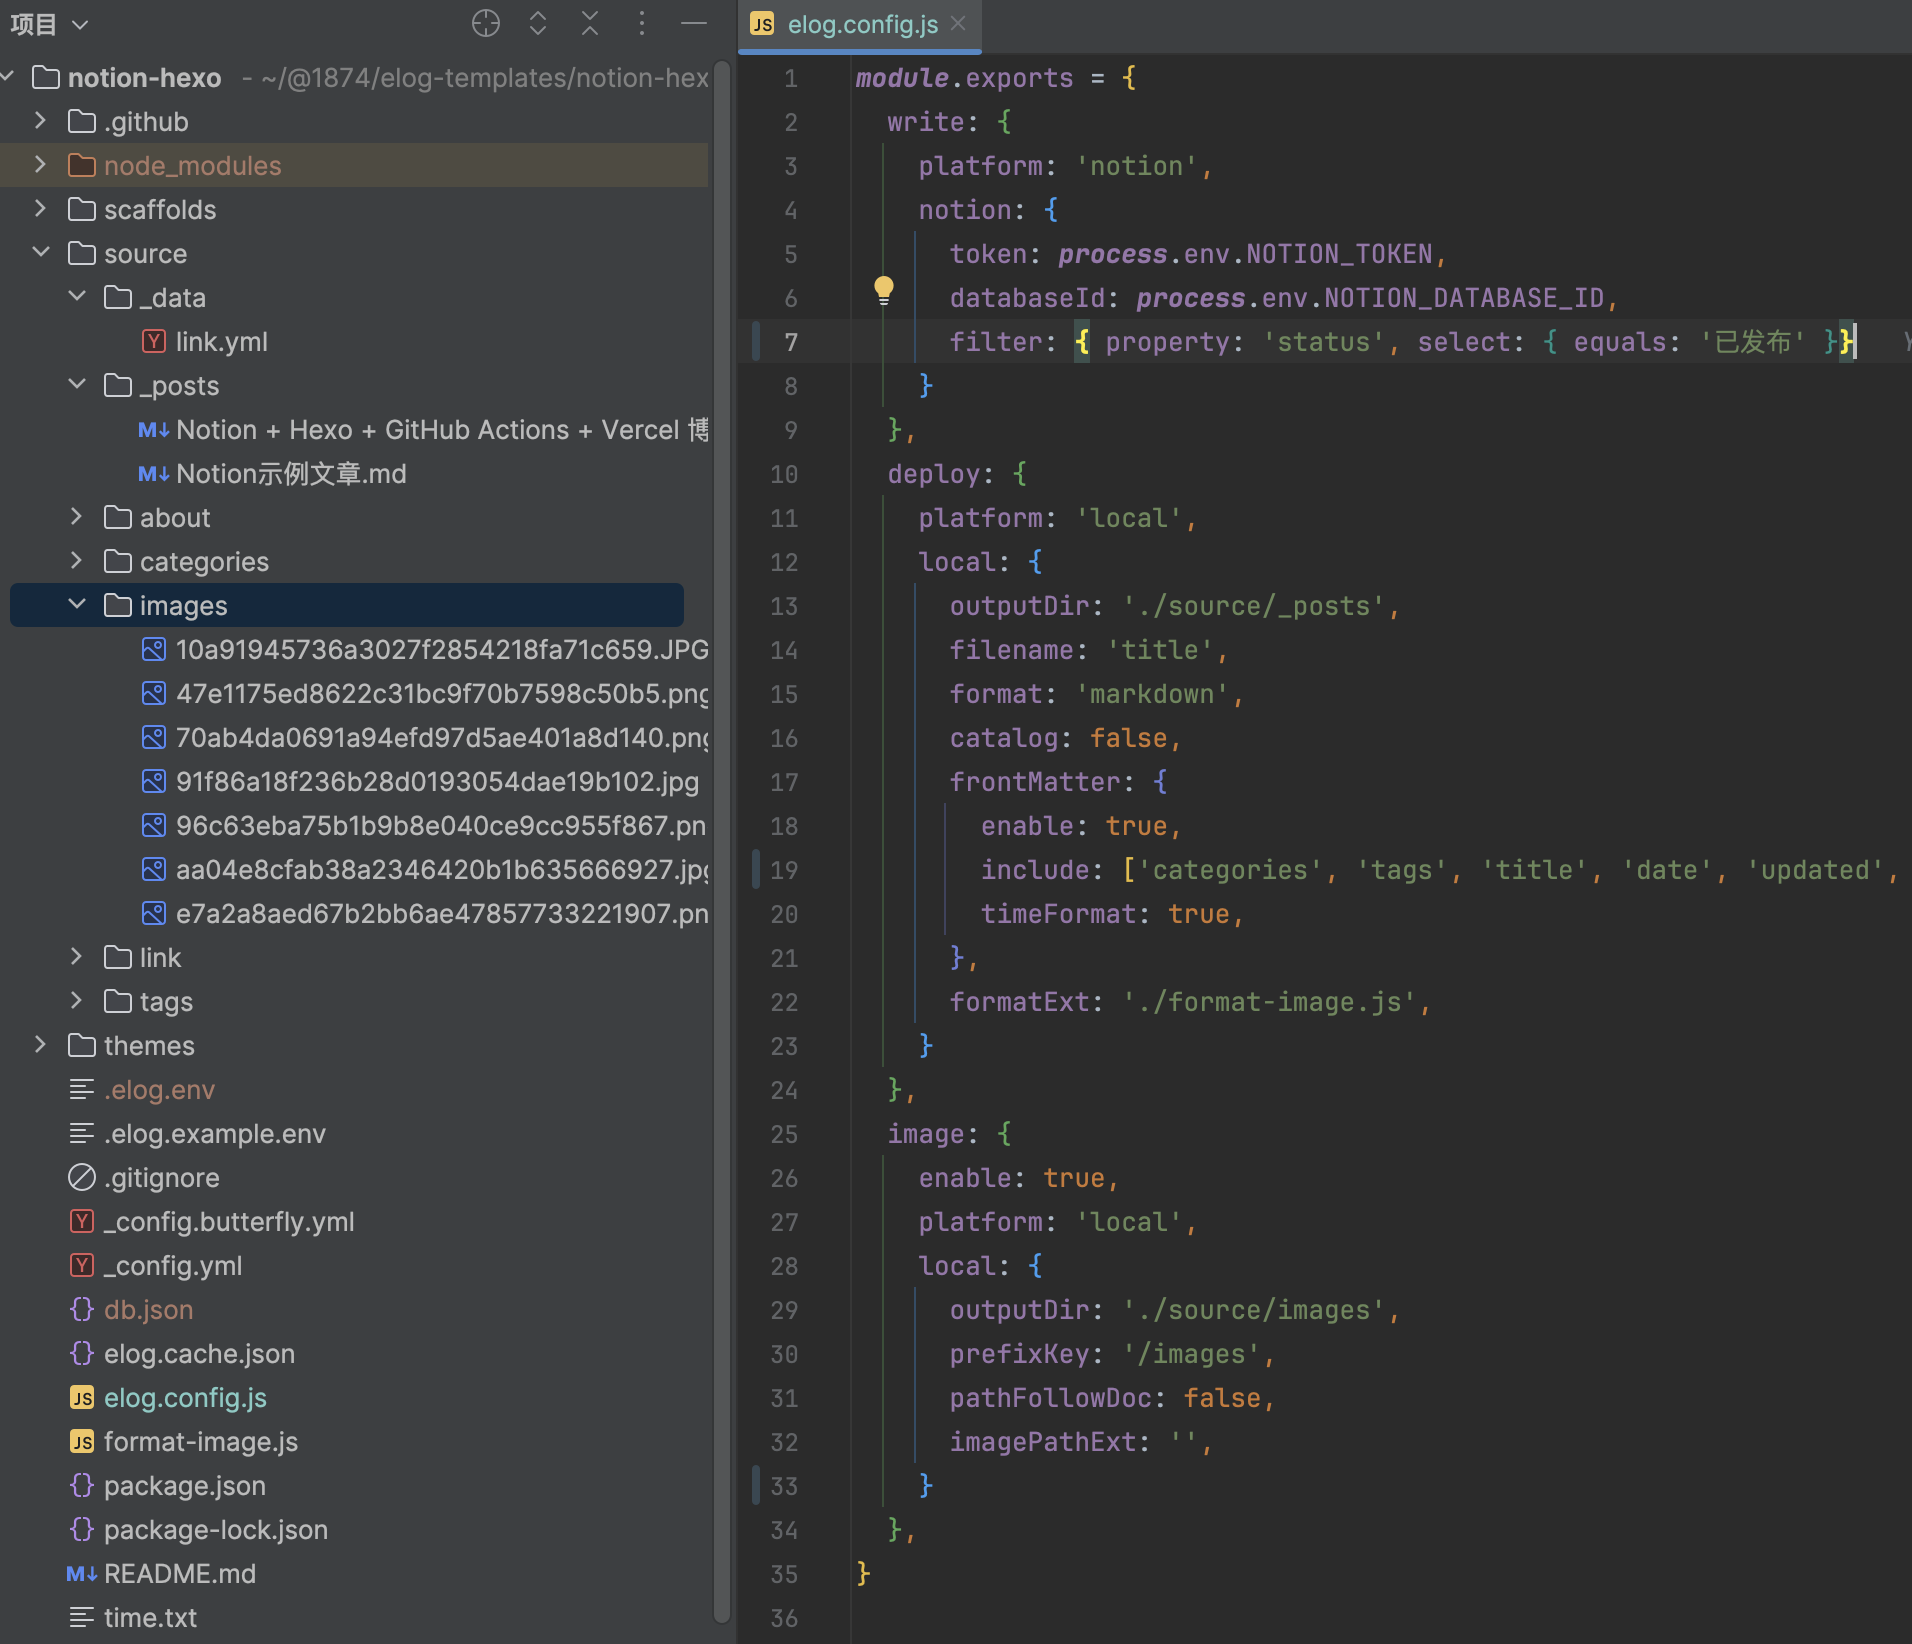 项目
notion-hexo - ~/@1874/elog-templates/notion-hex
.github
node_modules
scaffolds
source
_data
link.yml
_posts
Notion + Hexo + GitHub Actions + Vercel 博
Notion示例文章.md
about
categories
images
10a91945736a3027f2854218fa71c659.JPG
47e1175ed8622c31bc9f70b7598c50b5.png
70ab4da0691a94efd97d5ae401a8d140.png
91f86a18f236b28d0193054dae19b102.jpg
96c63eba75b1b9b8e040ce9cc955f867.pn
aa04e8cfab38a2346420b1b635666927.jpg
e7a2a8aed67b2bb6ae47857733221907.pn
link
tags
themes
.elog.env
.elog.example.env
.gitignore
_config.butterfly.yml
_config.yml
db.json
elog.cache.json
elog.config.js
format-image.js
package.json
package-lock.json
README.md
time.txt
elog.config.js
1 module.exports = {
2 write: {
3 platform: 'notion',
4 notion: {
5 token: process.env.NOTION_TOKEN,
6 databaseId: process.env.NOTION_DATABASE_ID,
7 filter: { property: 'status', select: { equals: '已发布' }}
8 }
9 },
10 deploy: {
11 platform: 'local',
12 local: {
13 outputDir: './source/_posts',
14 filename: 'title',
15 format: 'markdown',
16 catalog: false,
17 frontMatter: {
18 enable: true,
19 include: ['categories', 'tags', 'title', 'date', 'updated',
20 timeFormat: true,
21 },
22 formatExt: './format-image.js',
23 }
24 },
25 image: {
26 enable: true,
27 platform: 'local',
28 local: {
29 outputDir: './source/images',
30 prefixKey: '/images',
31 pathFollowDoc: false,
32 imagePathExt: '',
33 }
34 },
35 }
36